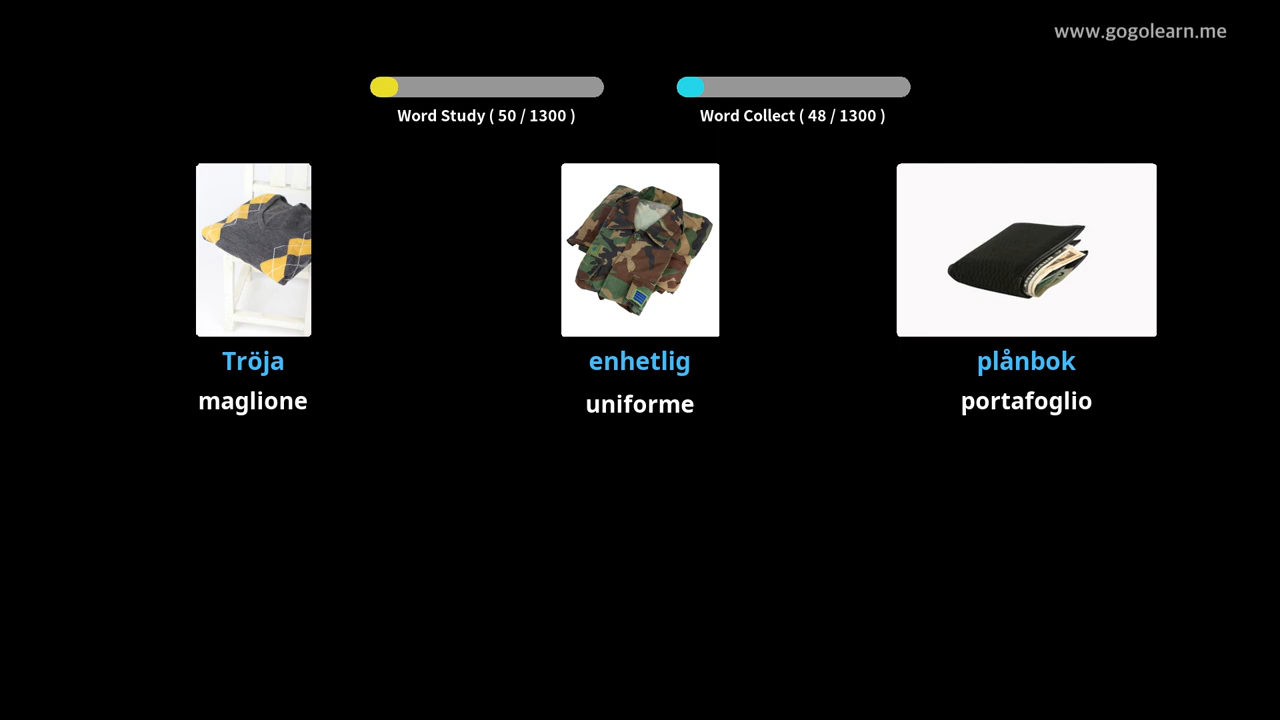 www.gogolearn.me
Word Study ( 50 / 1300 )
Word Collect ( 48 / 1300 )
Tröja
maglione
enhetlig
uniforme
plånbok
portafoglio